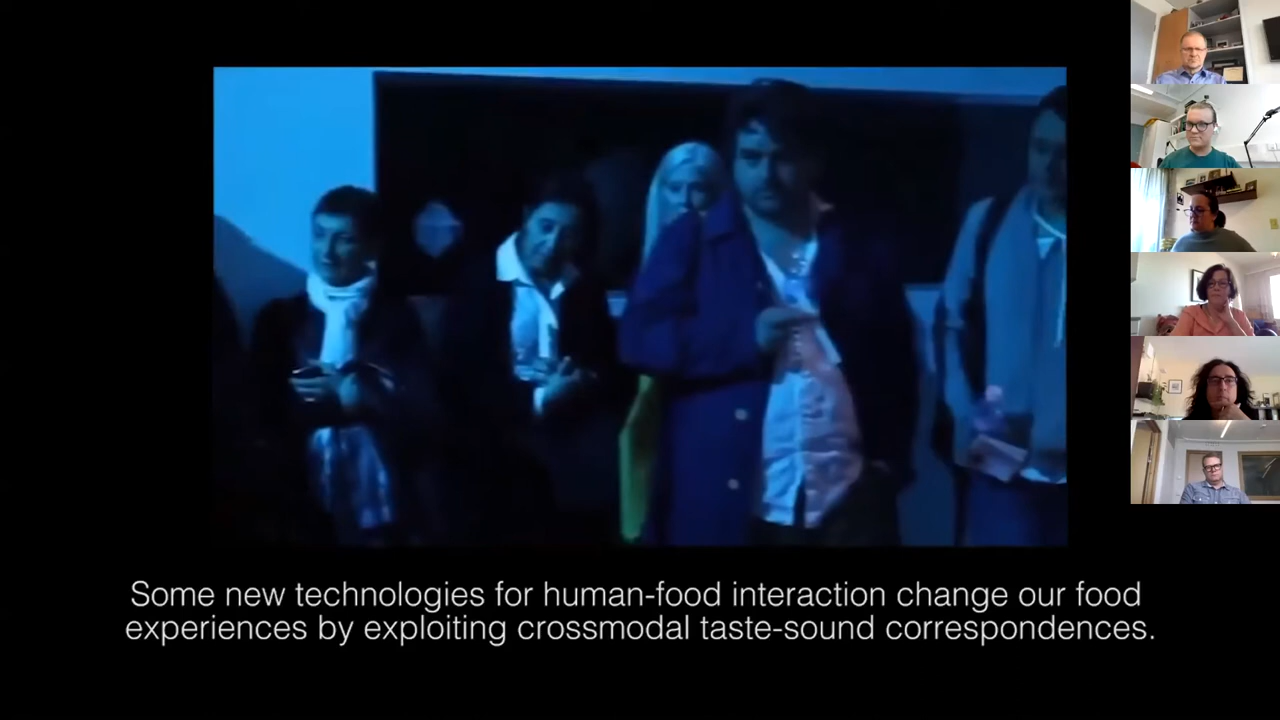 Some new technologies for human-food interaction change our food
experiences by exploiting crossmodal taste-sound correspondences.